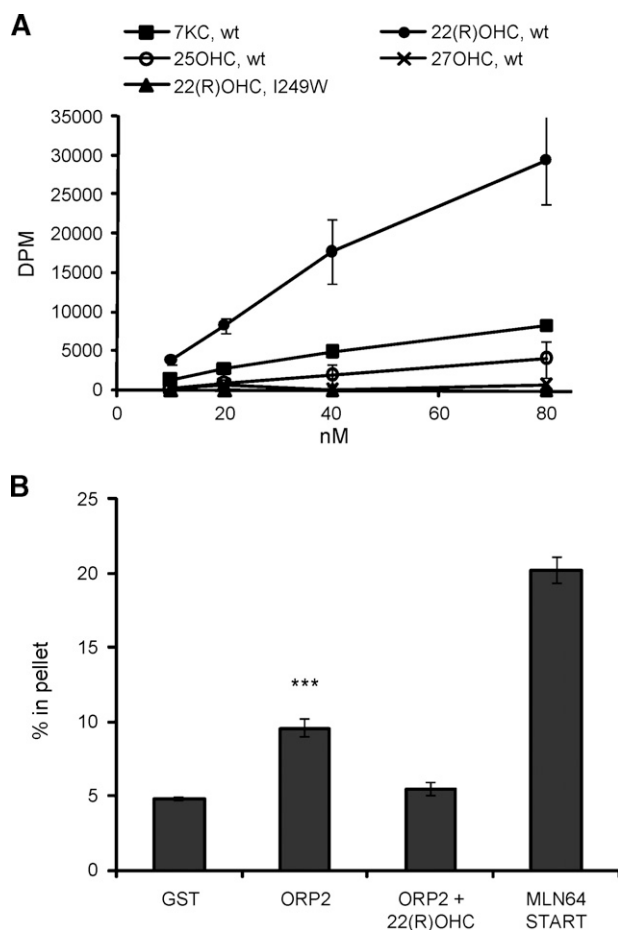 A
7KC, wt
22(R)OHC, wt
25OHC, wt
27OHC, wt
22(R)OHC, I249W
35000
30000
25000
20000
15000
10000
5000
0
DPM
0
20
40
60
80
nM
B
25
20
15
10
5
0
% in pellet
***
GST
ORP2
ORP2 +
22(R)OHC
MLN64
START